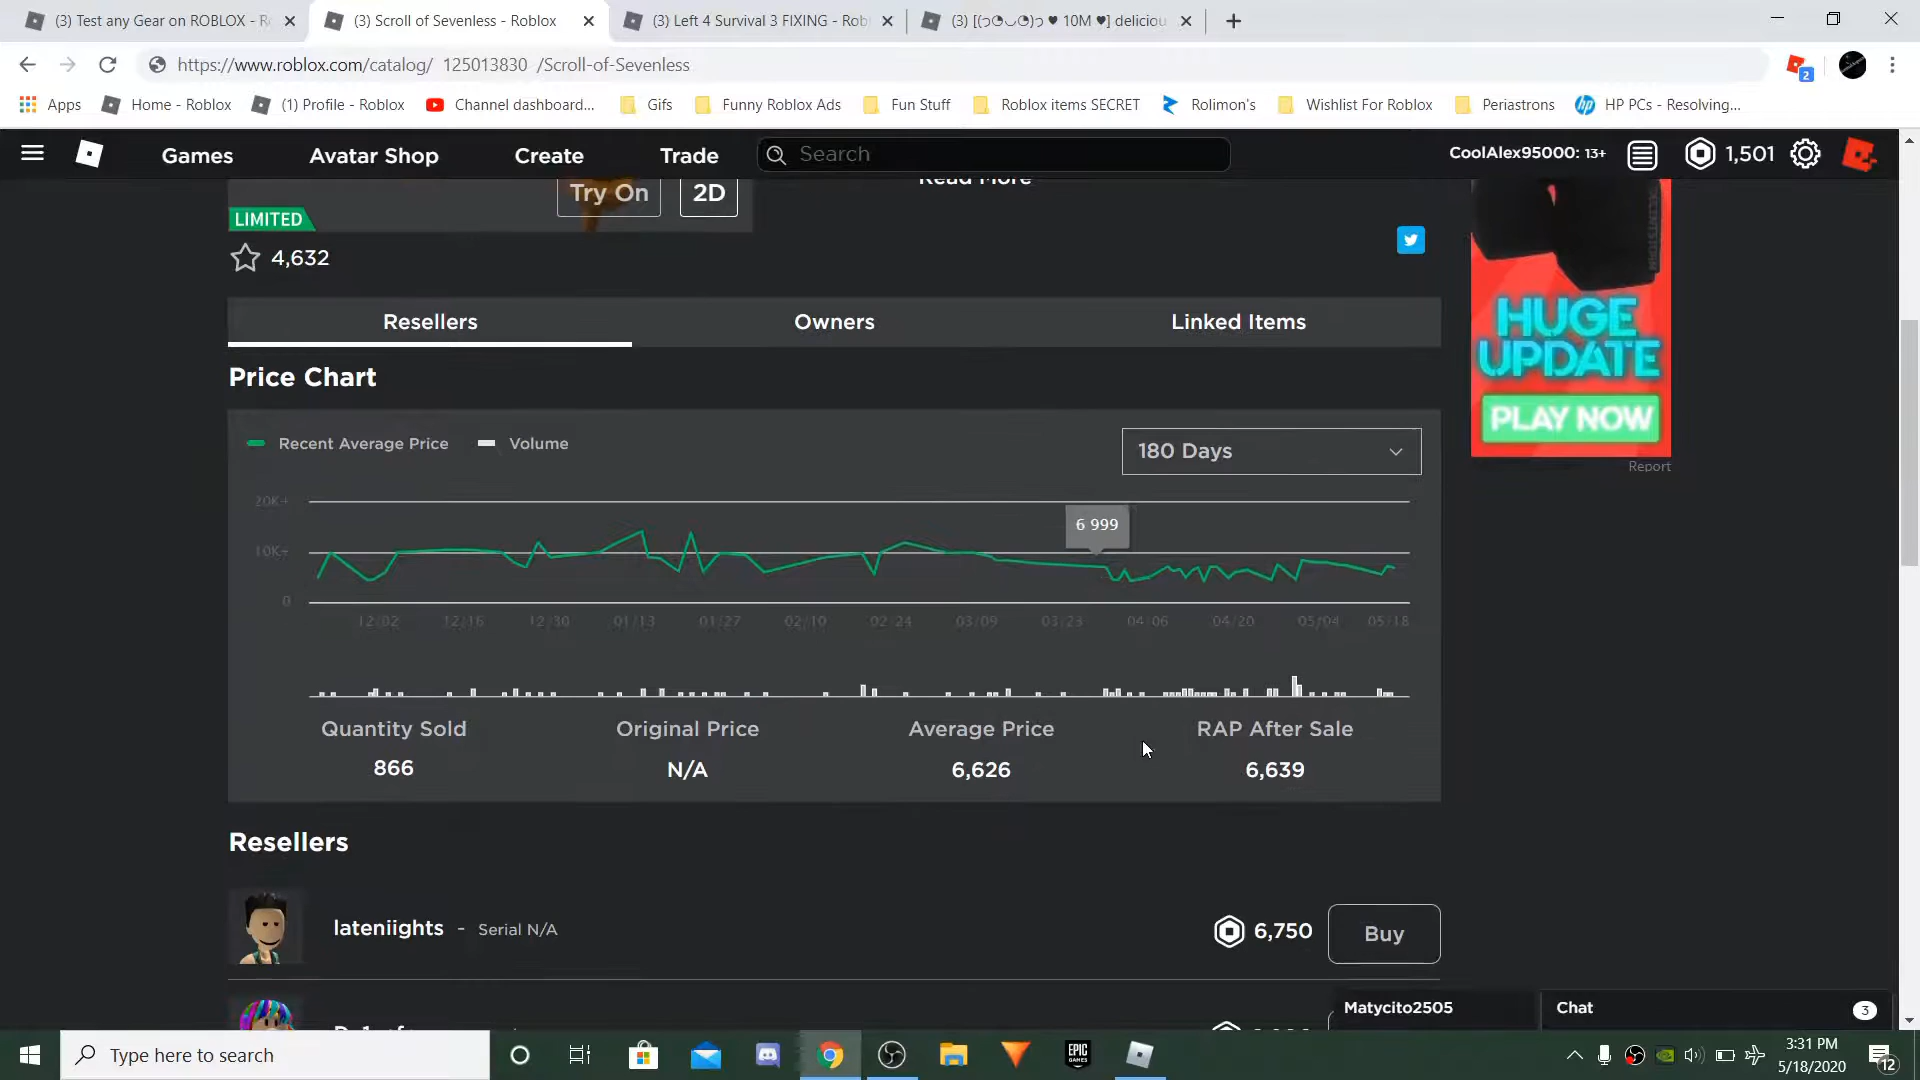 (3) Test any Gear on ROBLOX - R
(3) Scroll of Sevenless - Roblox
(3) Left 4 Survival 3 FIXING - Rob
(3) [(っ◔◡◔)っ ♥ 10M ♥] deliciou
https://www.roblox.com/catalog/ 125013830 /Scroll-of-Sevenless
2
Apps
Home - Roblox
(1) Profile - Roblox
Channel dashboard...
Gifs
Funny Roblox Ads
Fun Stuff
Roblox items SECRET
Rolimon's
Wishlist For Roblox
Periastrons
HP PCs - Resolving...
Games
Avatar Shop
Create
Trade
Search
CoolAlex95000: 13+
1,501
Try On
2D
Read More
LIMITED
4,632
HUGE
UPDATE
PLAY NOW
Report
Resellers
Owners
Linked Items
Price Chart
Recent Average Price
Volume
180 Days
20K+
10K+
0
6 999
12/02 12/16 12/30 01/13 01/27 02/10 02/24 03/09 03/23 04/06 04/20 05/04 05/18
Quantity Sold
866
Original Price
N/A
Average Price
6,626
RAP After Sale
6,639
Resellers
lateniights - Serial N/A
6,750
Buy
Matycito2505
Chat
3
Type here to search
EPIC
GAMES
3:31 PM
5/18/2020
12